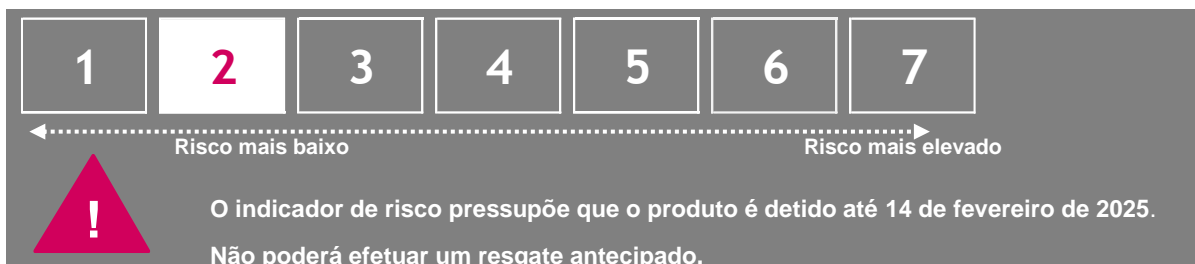 1 2 3 4 5 6 7
Risco mais baixo Risco mais elevado
! O indicador de risco pressupõe que o produto é detido até 14 de fevereiro de 2025.
Não poderá efetuar um resgate antecipado.